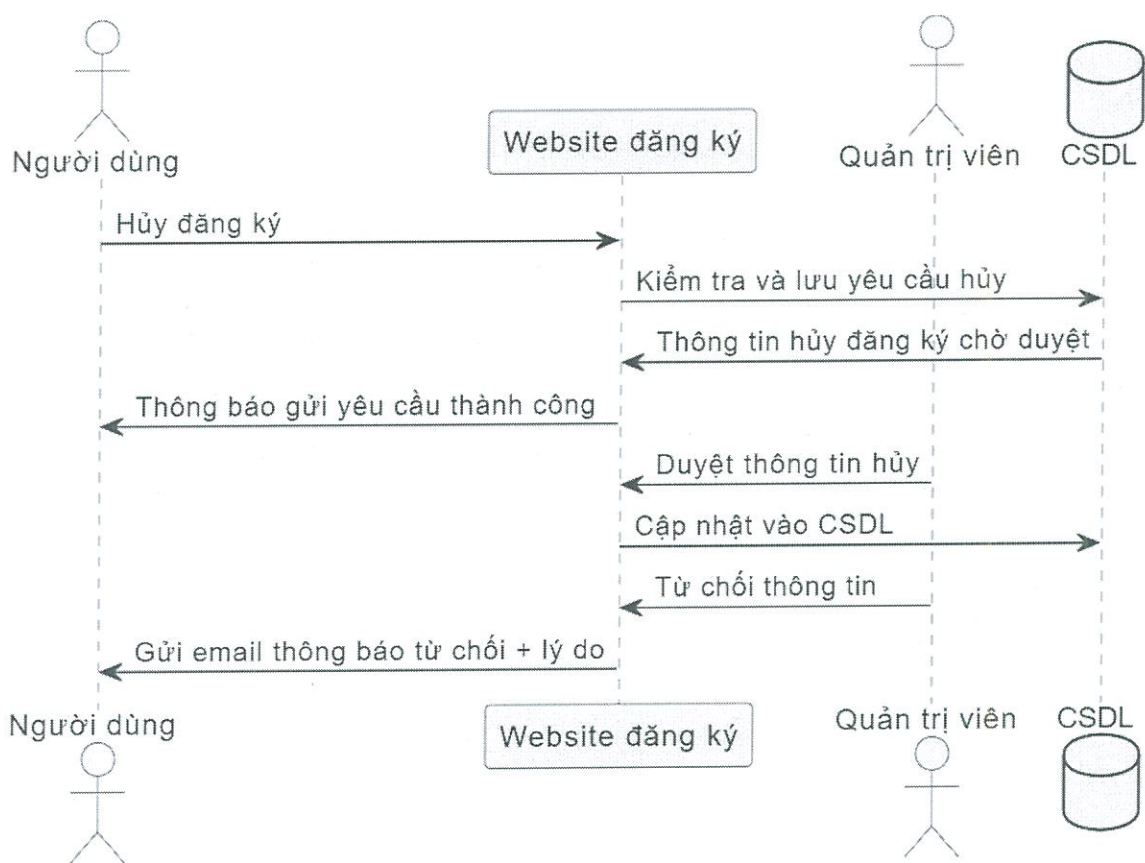 Người dùng
Website đăng ký
Quản trị viên
CSDL
Hủy đăng ký
Kiểm tra và lưu yêu cầu hủy
Thông tin hủy đăng ký chờ duyệt
Thông báo gửi yêu cầu thành công
Duyệt thông tin hủy
Cập nhật vào CSDL
Từ chối thông tin
Gửi email thông báo từ chối + lý do
Người dùng
Website đăng ký
Quản trị viên
CSDL